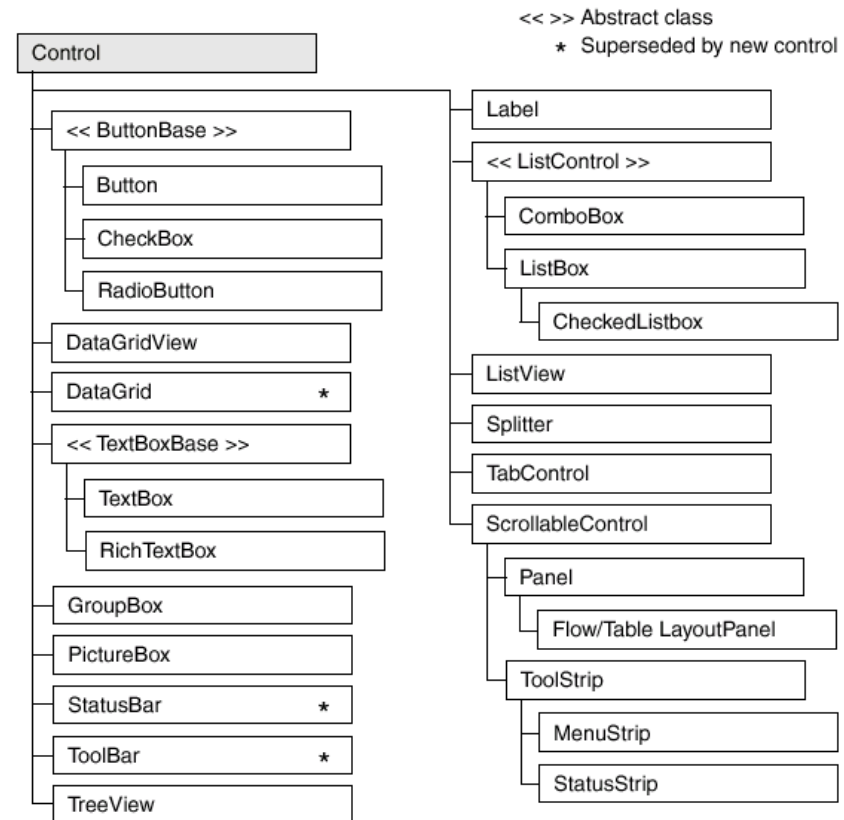 << >> Abstract class
* Superseded by new control
Control
<< ButtonBase >>
Button
CheckBox
RadioButton
DataGridView
DataGrid *
<< TextBoxBase >>
TextBox
RichTextBox
GroupBox
PictureBox
StatusBar *
ToolBar *
TreeView
Label
<< ListControl >>
ComboBox
ListBox
CheckedListbox
ListView
Splitter
TabControl
ScrollableControl
Panel
Flow/Table LayoutPanel
ToolStrip
MenuStrip
StatusStrip